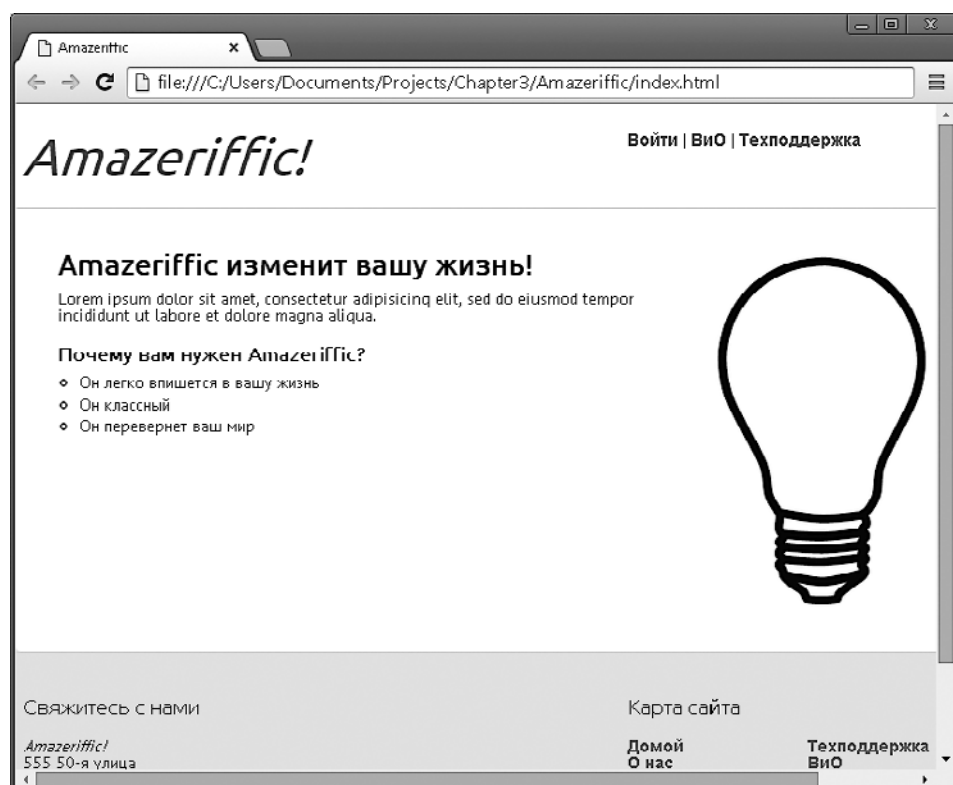 Amazeriffic
file:///C:/Users/Documents/Projects/Chapter3/Amazeriffic/index.html
Amazeriffic!
Войти | ВиО | Техподдержка
Amazeriffic изменит вашу жизнь!
Lorem ipsum dolor sit amet, consectetur adipisicing elit, sed do eiusmod tempor
incididunt ut labore et dolore magna aliqua.
Почему вам нужен Amazeriffic?
Он легко впишется в вашу жизнь
Он классный
Он перевернет ваш мир
Свяжитесь с нами
Карта сайта
Amazeriffic!
555 50-я улица
Домой
О нас
Техподдержка
ВиО